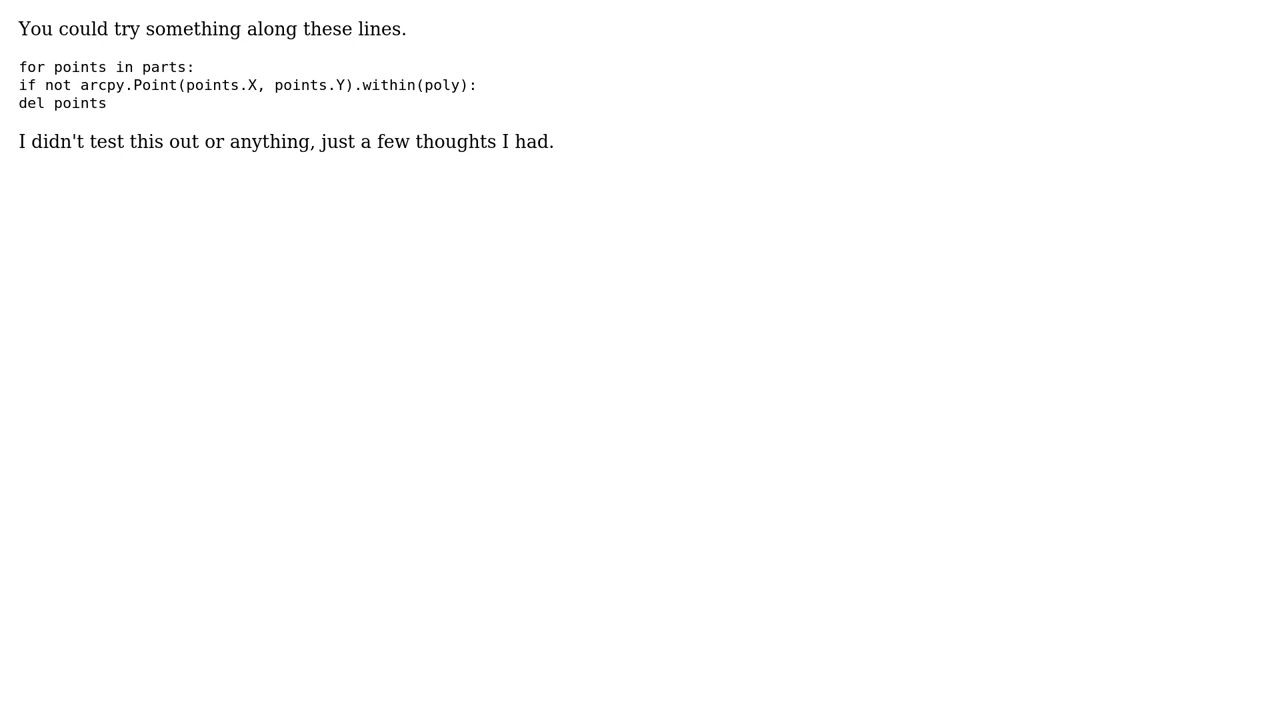 You could try something along these lines.
for points in parts:
if not arcpy.Point(points.X, points.Y).within(poly):
del points
I didn't test this out or anything, just a few thoughts I had.